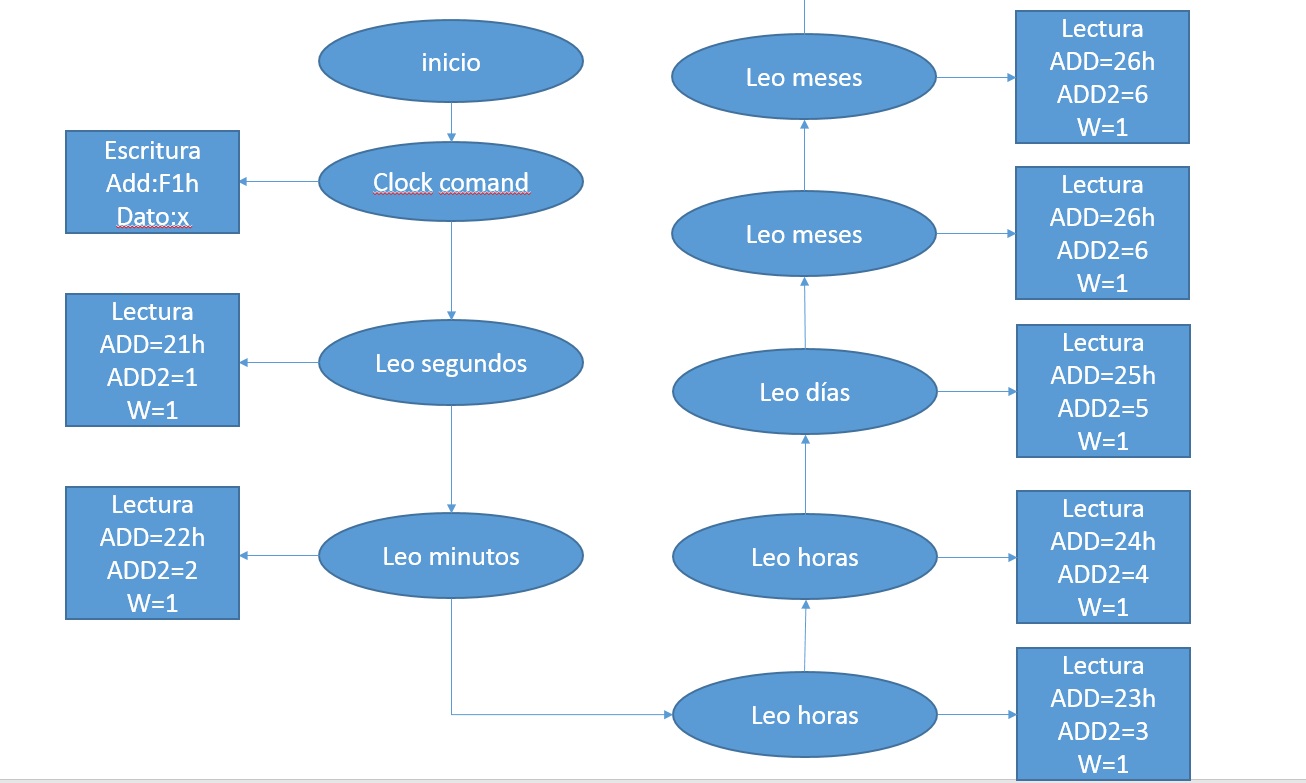 inicio
Clock comand
Escritura
Add:F1h
Dato:x
Leo segundos
Lectura
ADD=21h
ADD2=1
W=1
Leo minutos
Lectura
ADD=22h
ADD2=2
W=1
Leo horas
Lectura
ADD=23h
ADD2=3
W=1
Leo horas
Lectura
ADD=24h
ADD2=4
W=1
Leo días
Lectura
ADD=25h
ADD2=5
W=1
Leo meses
Lectura
ADD=26h
ADD2=6
W=1
Leo meses
Lectura
ADD=26h
ADD2=6
W=1